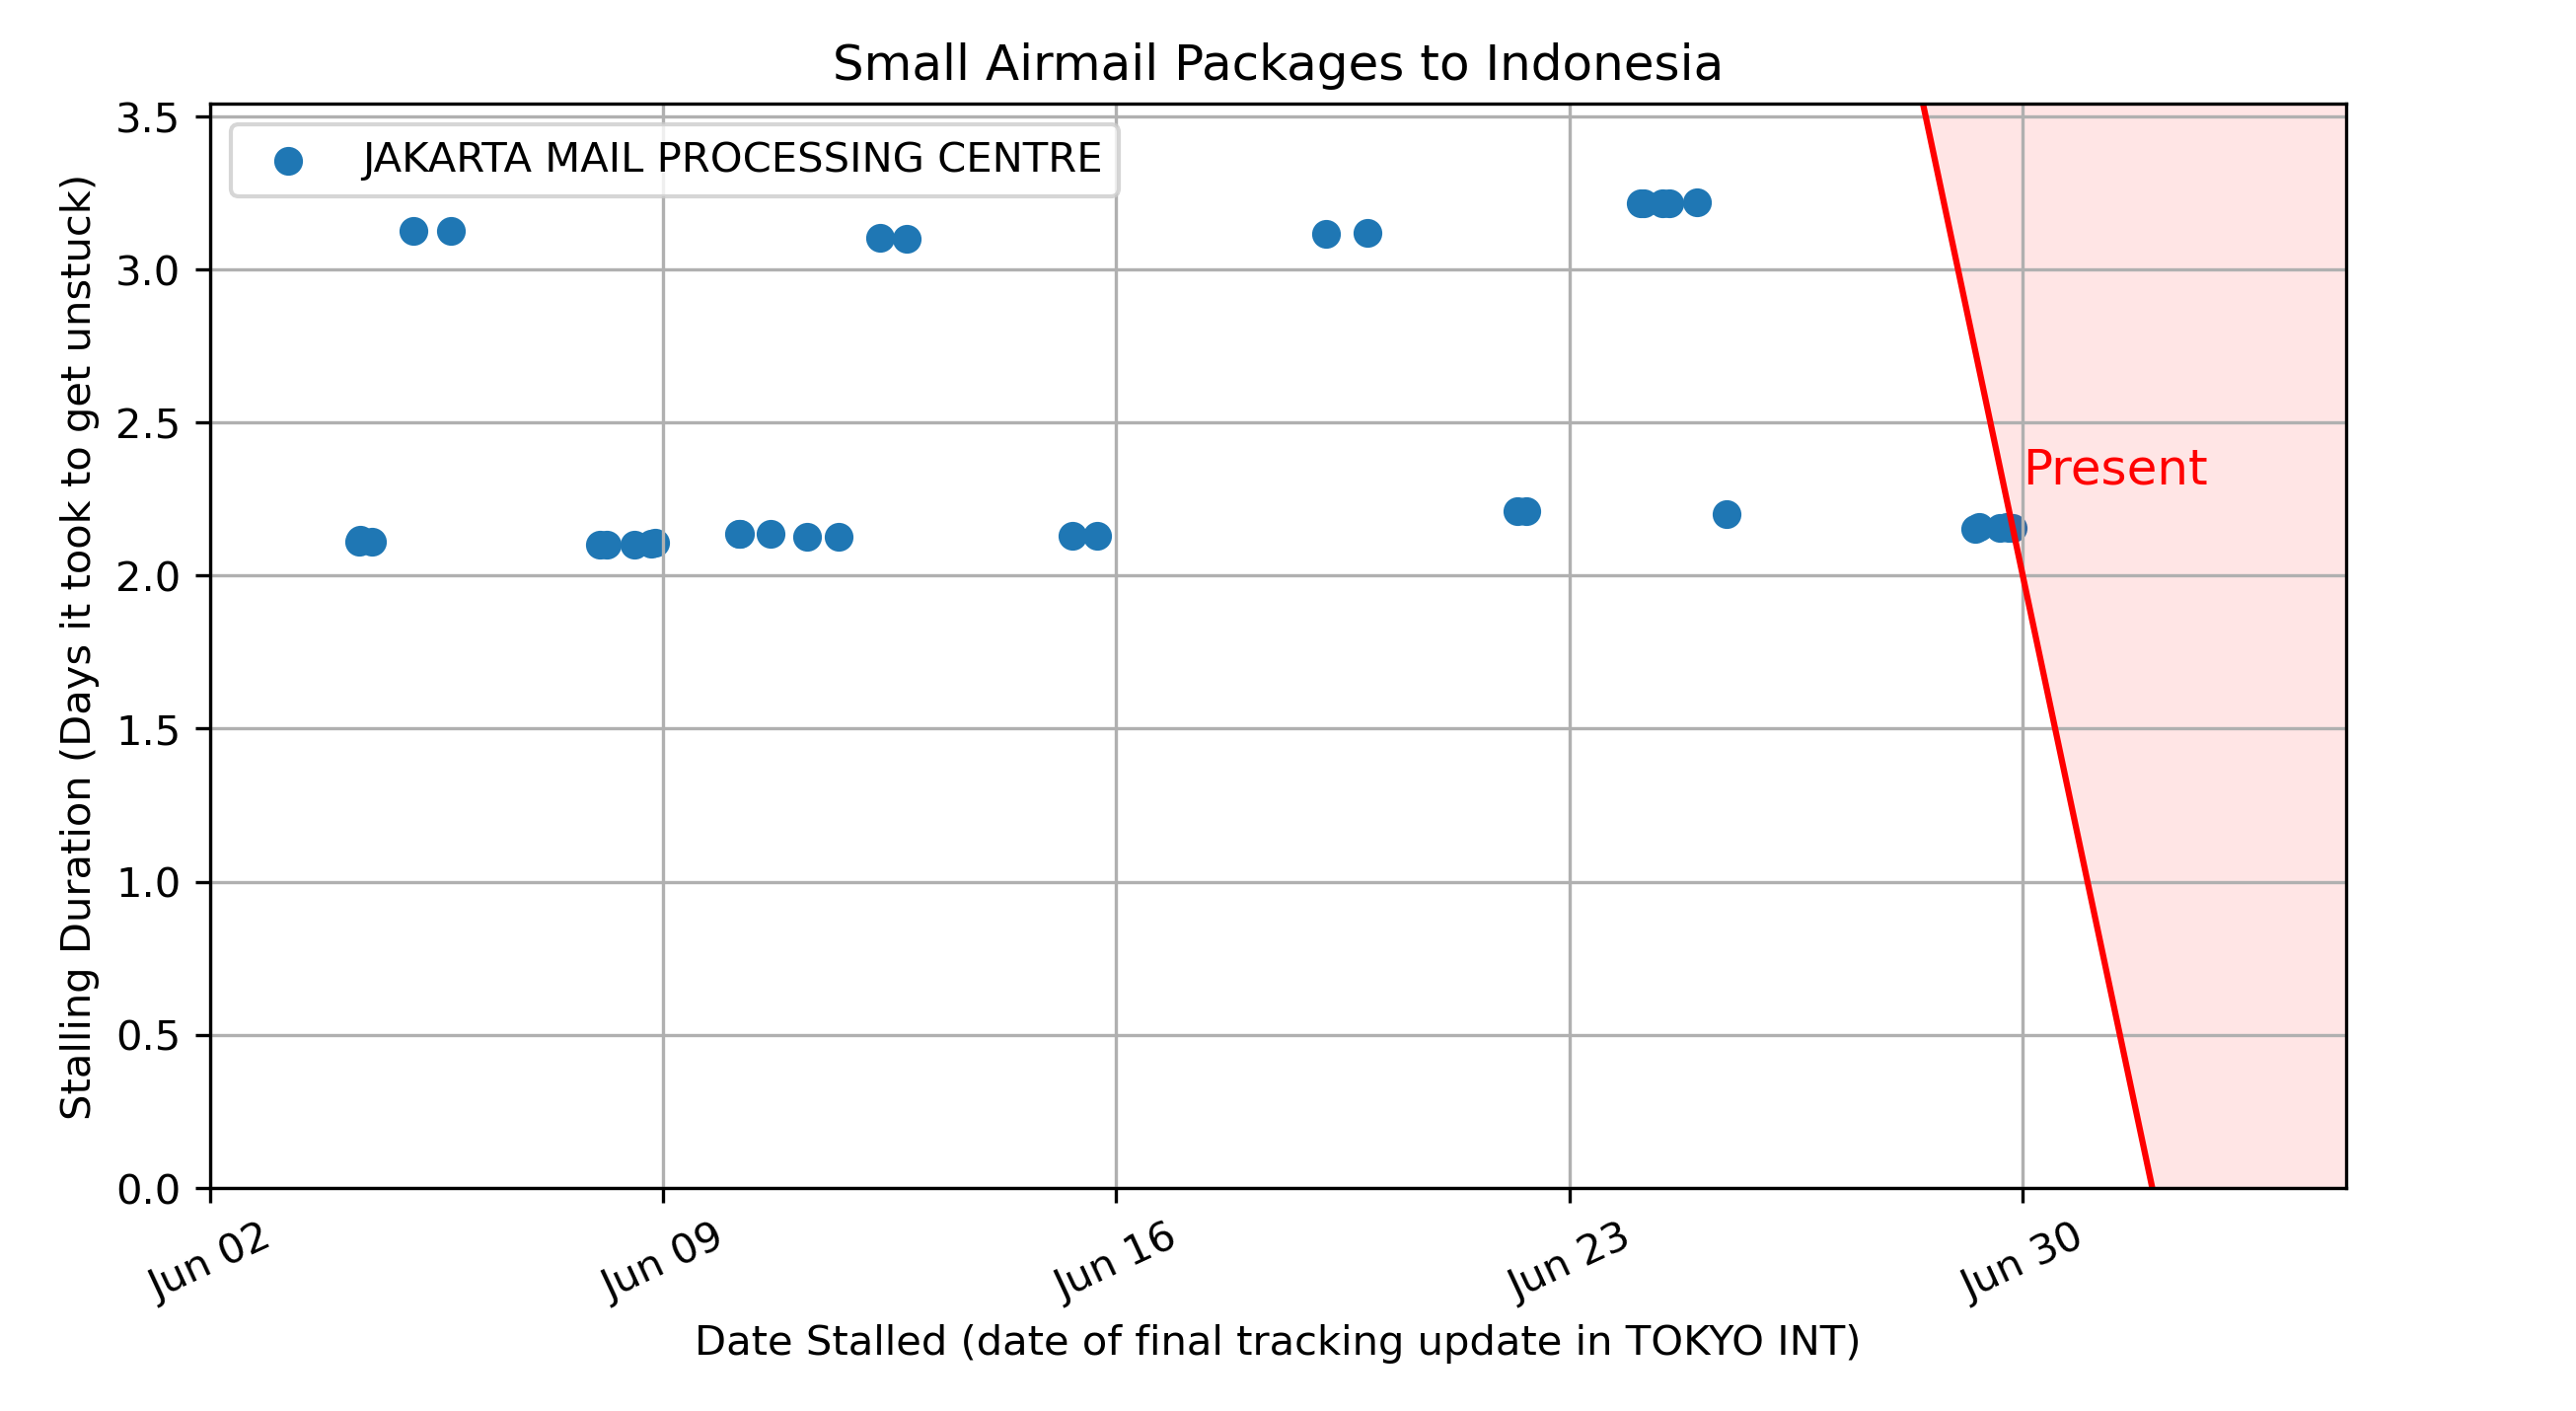 Small Airmail Packages to Indonesia
JAKARTA MAIL PROCESSING CENTRE
Stalling Duration (Days it took to get unstuck)
3.5
3.0
2.5
2.0
1.5
1.0
0.5
0.0
Present
Jun 02
Jun 09
Jun 16
Jun 23
Jun 30
Date Stalled (date of final tracking update in TOKYO INT)